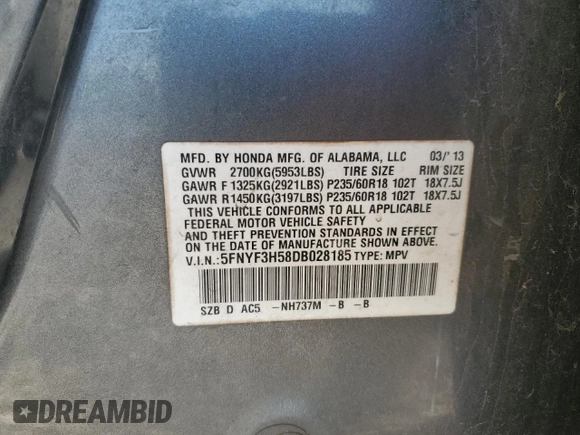 MFD. BY HONDA MFG. OF ALABAMA, LLC 03/'13
GVWR 2700KG(5953LBS) TIRE SIZE RIM SIZE
GAWR F 1325KG(2921LBS) P235/60R18 102T 18X7.5J
GAWR R1450KG(3197LBS) P235/60R18 102T 18X7.5J
THIS VEHICLE CONFORMS TO ALL APPLICABLE
FEDERAL MOTOR VEHICLE SAFETY
AND THEFT PREVENTION STANDARDS IN EFFECT
ON THE DATE OF MANUFACTURE SHOWN ABOVE.
V.I.N.:5FNYF3H58DB028185 TYPE: MPV
SZB D AC5 -NH737M -B -B
DREAMBID